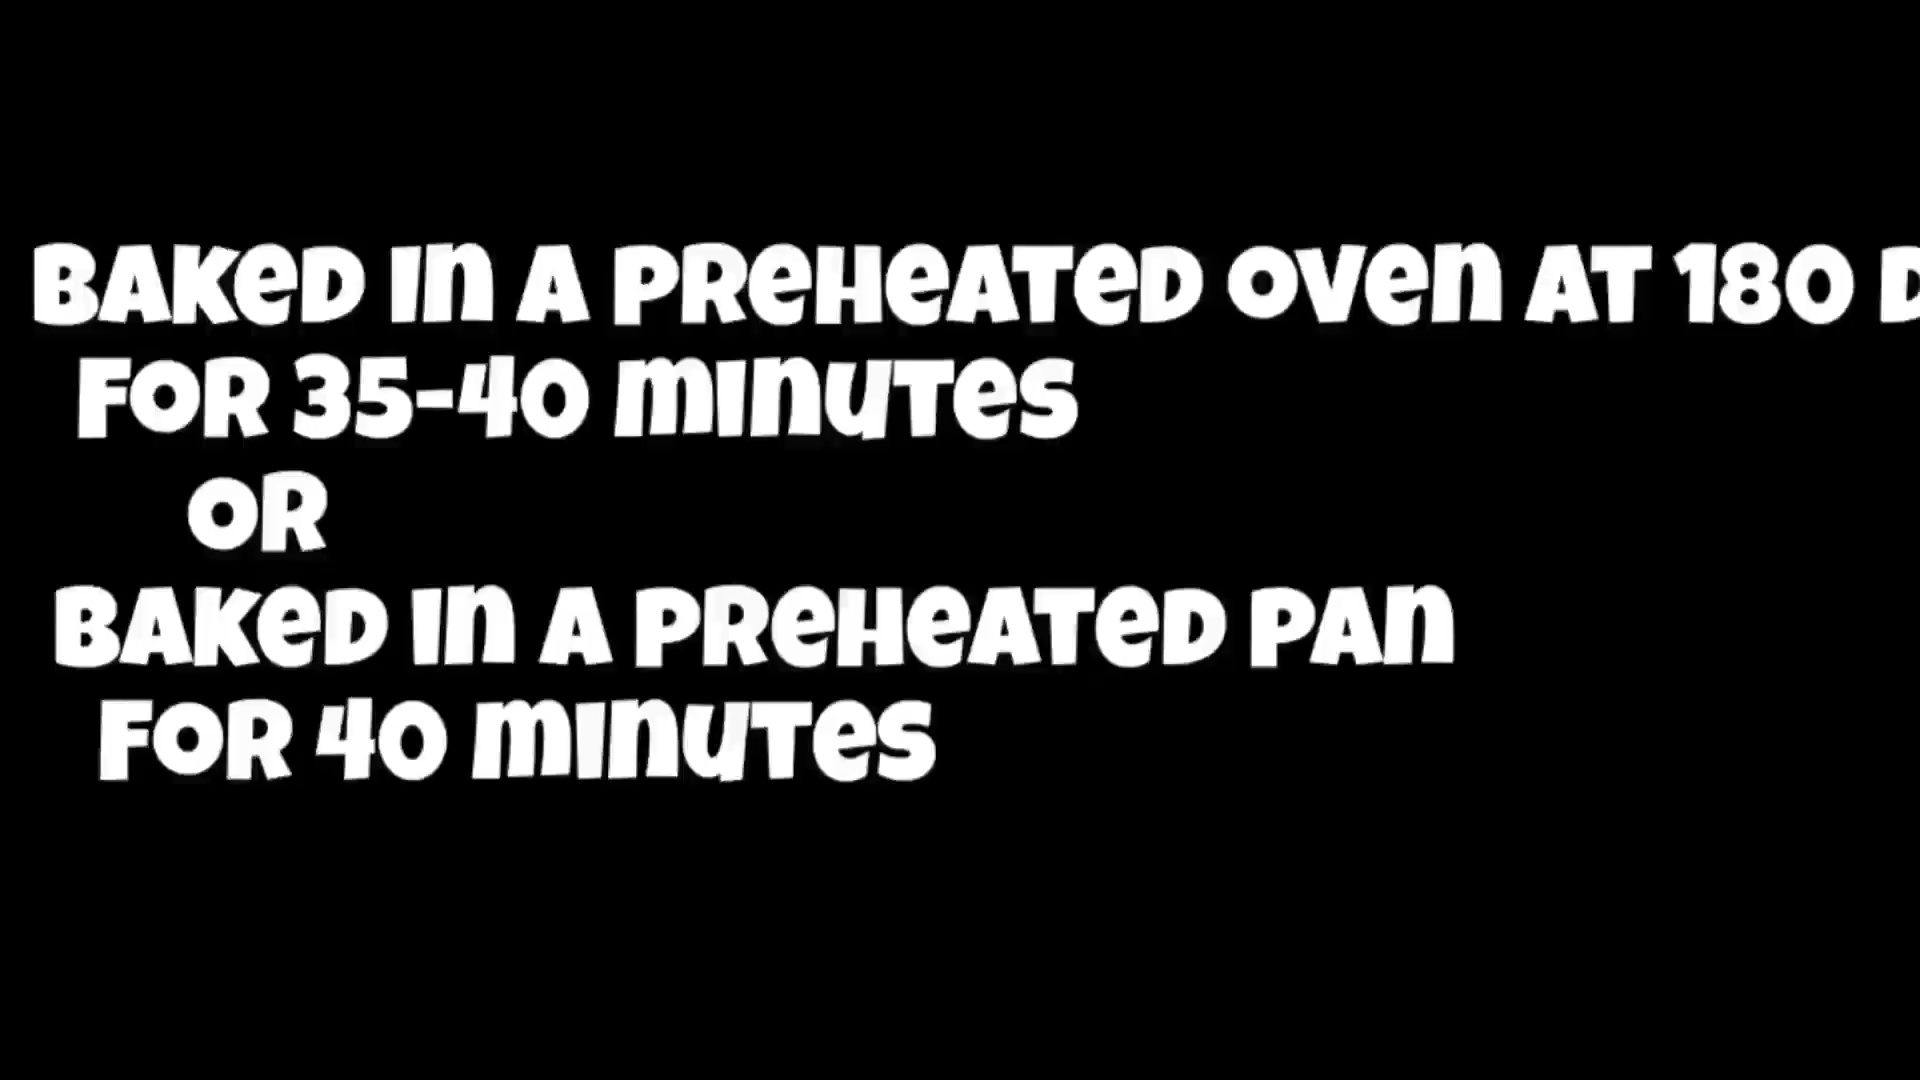 BAKED IN A PREHEATED OVEN AT 180
FOR 35-40 MINUTES
OR
BAKED IN A PREHEATED PAN
FOR 40 MINUTES